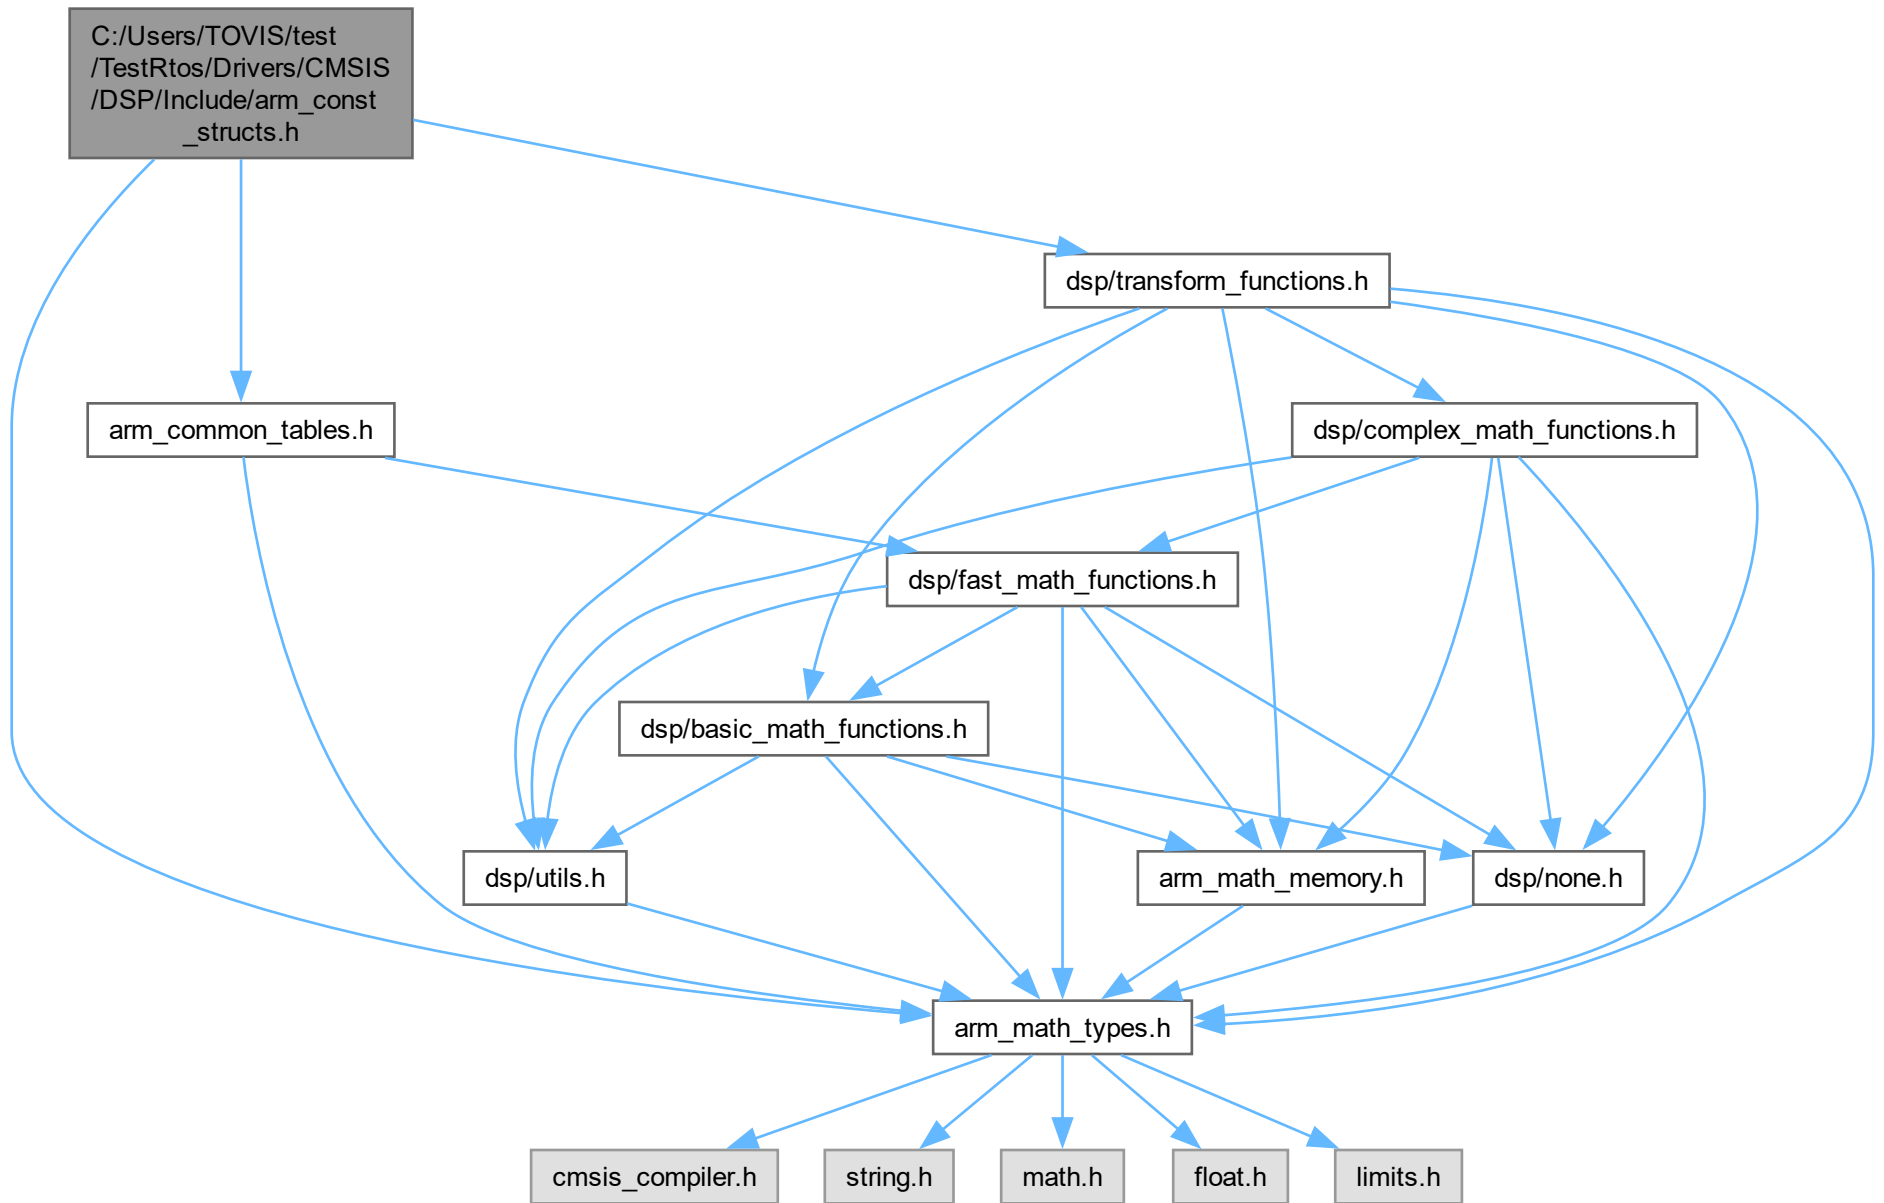 C:/Users/TOVIS/test
/TestRtos/Drivers/CMSIS
/DSP/Include/arm_const
_structs.h
dsp/transform_functions.h
arm_common_tables.h
dsp/complex_math_functions.h
dsp/fast_math_functions.h
dsp/basic_math_functions.h
dsp/utils.h
arm_math_memory.h
dsp/none.h
arm_math_types.h
cmsis_compiler.h
string.h
math.h
float.h
limits.h